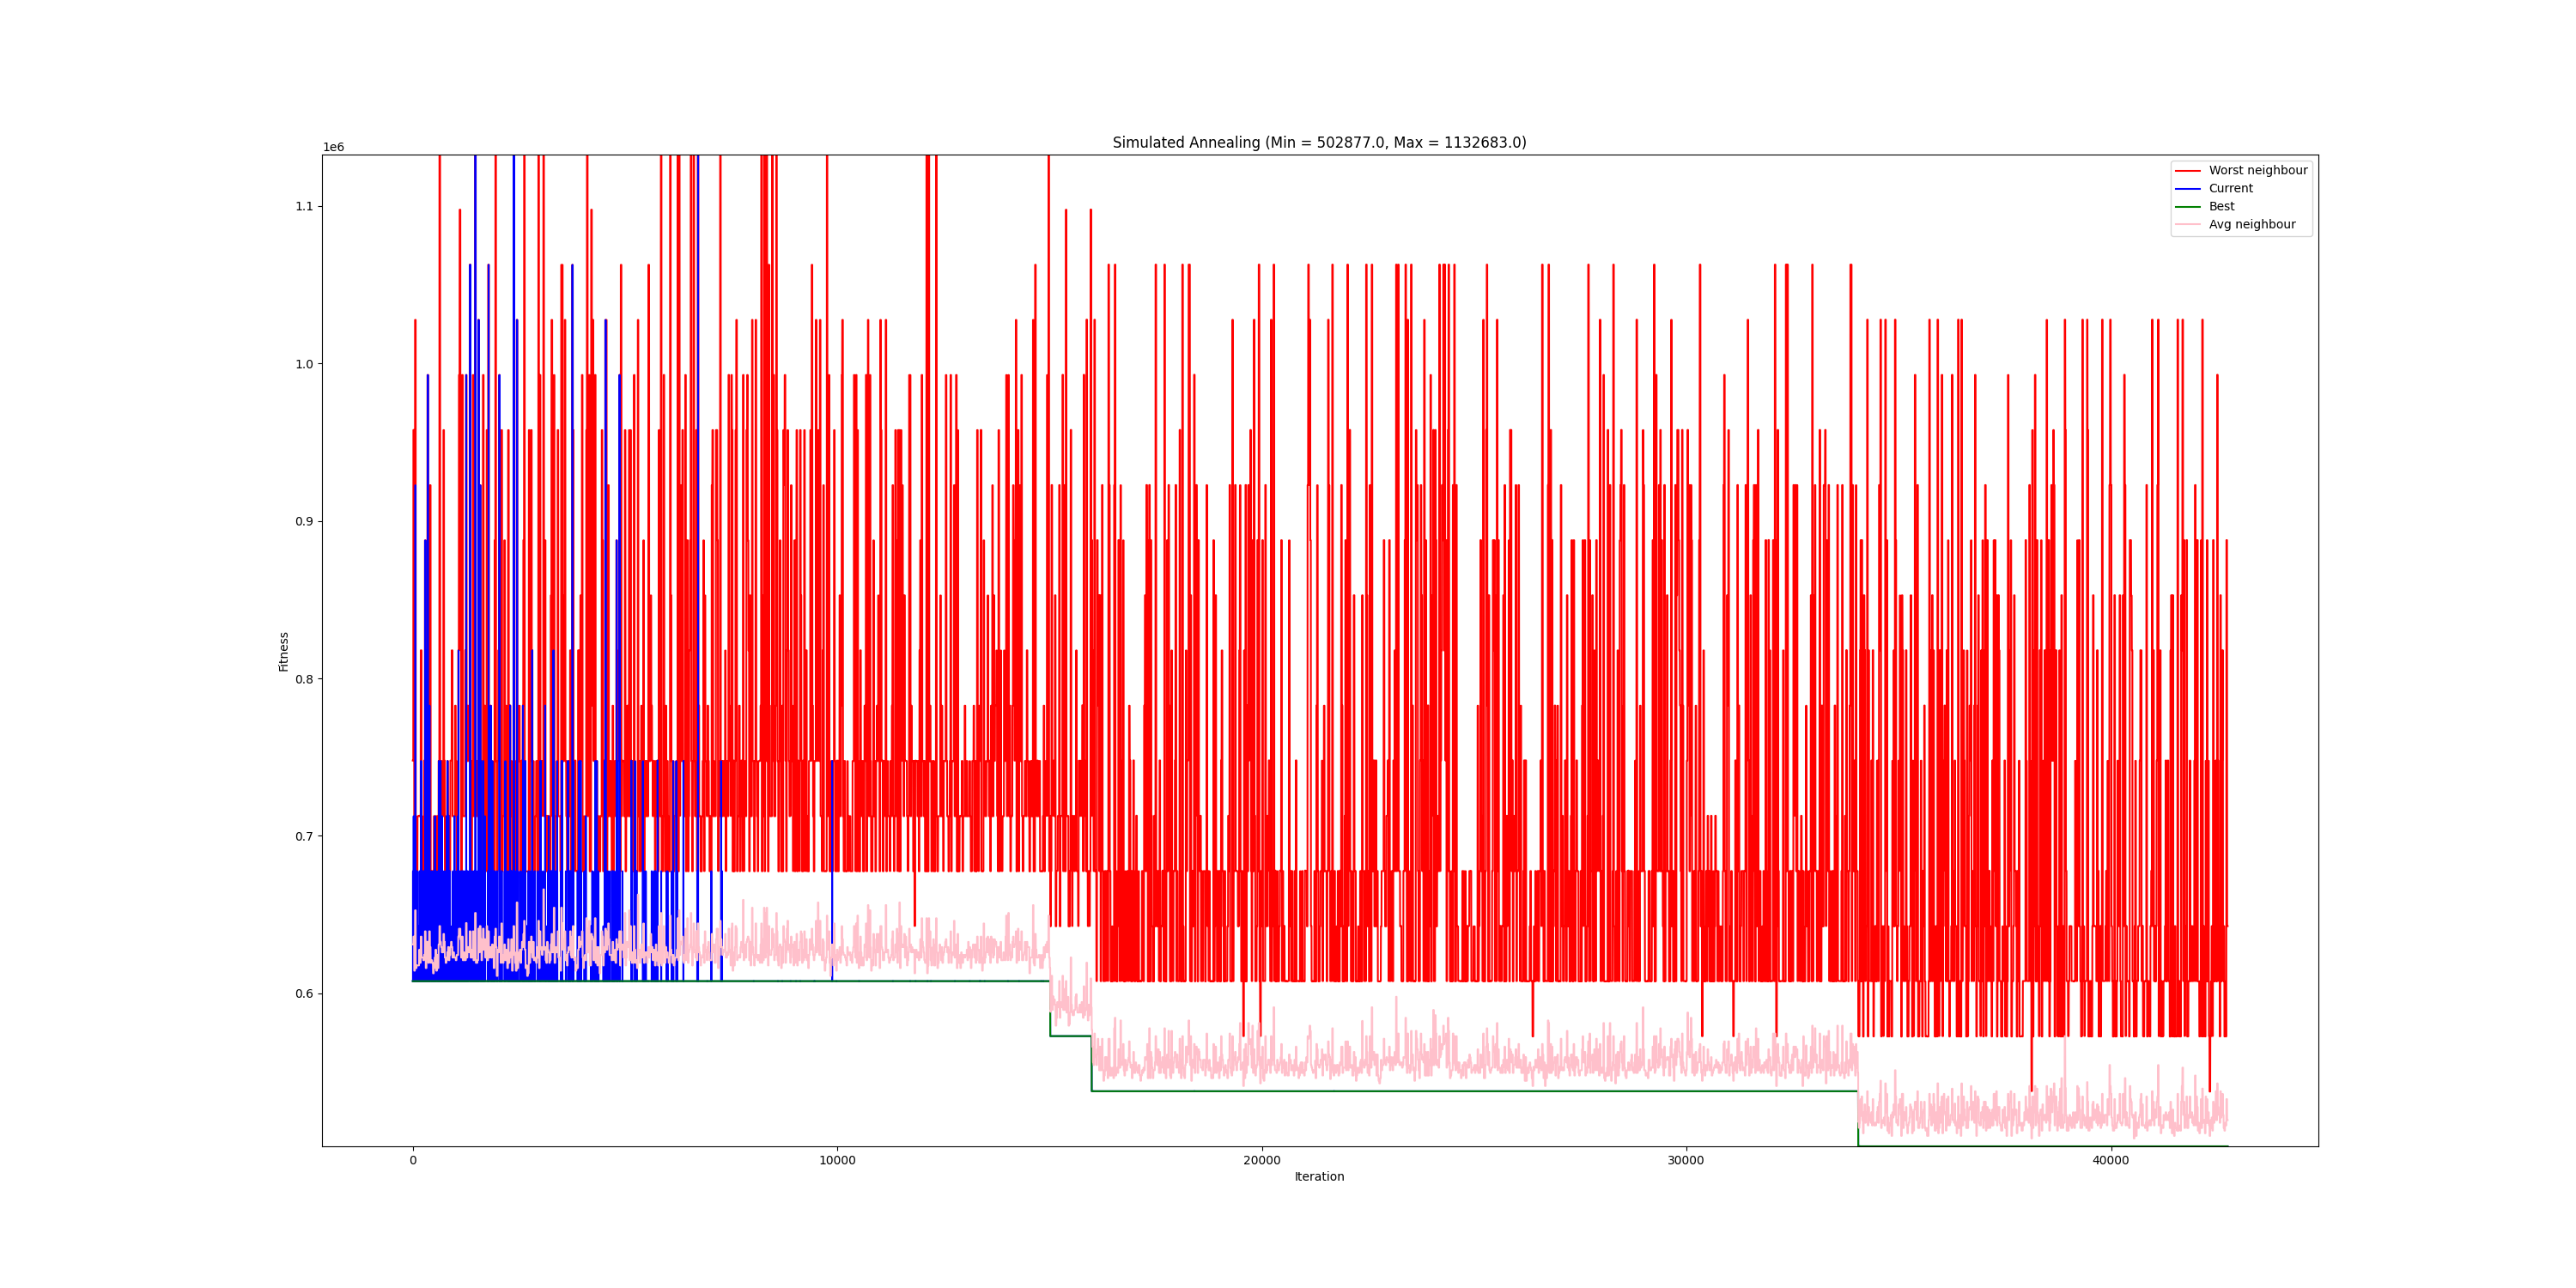 Simulated Annealing (Min = 502877.0, Max = 1132683.0)
1e6
Worst neighbour
Current
Best
Avg neighbour
1.1
1.0
0.9
0.8
0.7
0.6
Fitness
0 10000 20000 30000 40000
Iteration